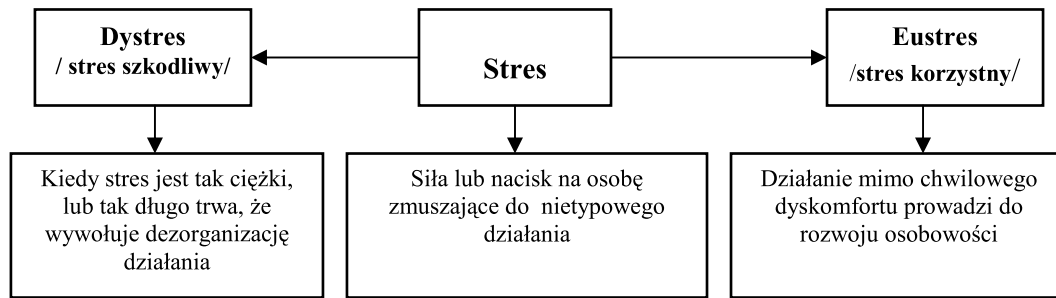 Dystres
/ stres szkodliwy/
Stres
Eustres
/stres korzystny/
Kiedy stres jest tak ciężki,
lub tak długo trwa, że
wywołuje dezorganizację
działania
Siła lub nacisk na osobę
zmuszające do nietypowego
działania
Działanie mimo chwilowego
dyskomfortu prowadzi do
rozwoju osobowości